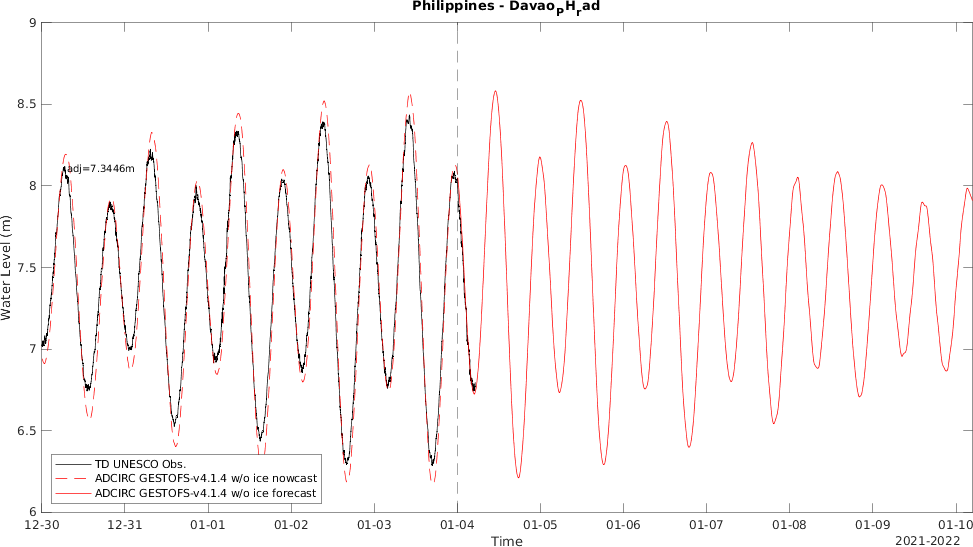 Philippines - DavaopHrad
9
8.5
8
7.5
7
6.5
6
Water Level (m)
adj=7.3446m
TD UNESCO Obs.
ADCIRC GESTOFS-v4.1.4 w/o ice nowcast
ADCIRC GESTOFS-v4.1.4 w/o ice forecast
12-30 12-31 01-01 01-02 01-03 01-04 01-05 01-06 01-07 01-08 01-09 01-10
Time
2021-2022